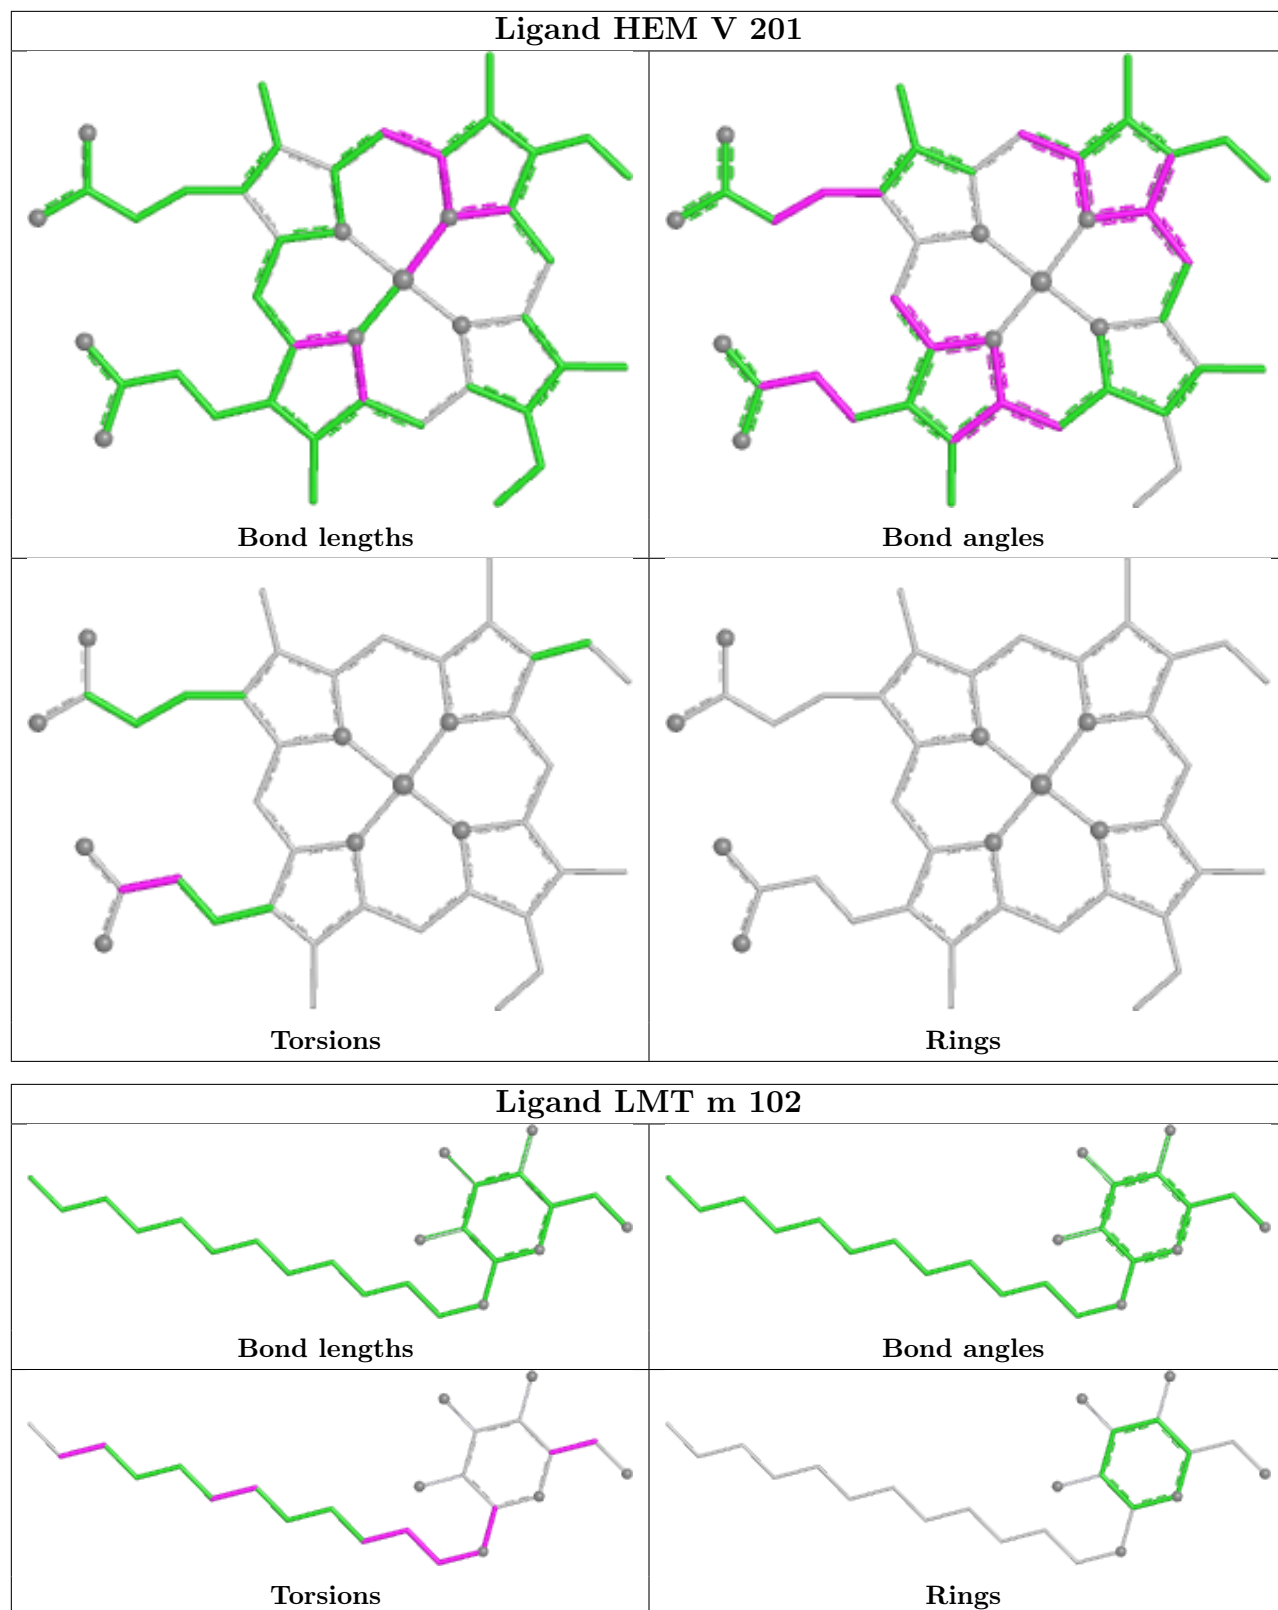 Ligand HEM V 201
Bond lengths
Bond angles
Torsions
Rings
Ligand LMT m 102
Bond lengths
Bond angles
Torsions
Rings